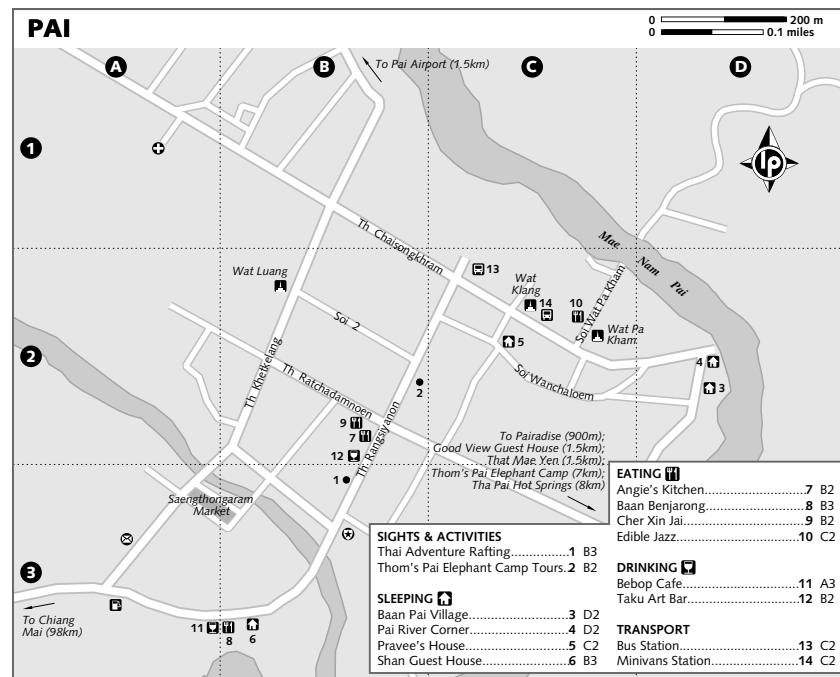 PAI
0 200 m
0 0.1 miles
A
B
C
D
To Pai Airport (1.5km)
1
lp
Th Chaisongkhram
Mae Nam Pai
Wat Luang
13
Wat
Klang
14
10
Soi Wat Pa Kham
Wat Pa
Kham
Soi 2
5
2
4
3
Th Khetkelang
Th Ratchadamnoen
2
Soi Wanchaloem
Th Rangsiyanon
9
7
12
1
To Pairadise (900m);
Good View Guest House (1.5km);
That Mae Yen (1.5km);
Thom's Pai Elephant Camp (7km);
Tha Pai Hot Springs (8km)
Saengthongaram
Market
3
To Chiang
Mai (98km)
11
8
6
SIGHTS & ACTIVITIES
Thai Adventure Rafting...............1 B3
Thom's Pai Elephant Camp Tours.2 B2
SLEEPING
Baan Pai Village.........................3 D2
Pai River Corner.........................4 D2
Pravee's House...........................5 C2
Shan Guest House......................6 B3
EATING
Angie's Kitchen..........................7 B2
Baan Benjarong..........................8 B3
Cher Xin Jai...............................9 B2
Edible Jazz...............................10 C2
DRINKING
Bebop Cafe..............................11 A3
Taku Art Bar.............................12 B2
TRANSPORT
Bus Station...............................13 C2
Minivans Station.......................14 C2